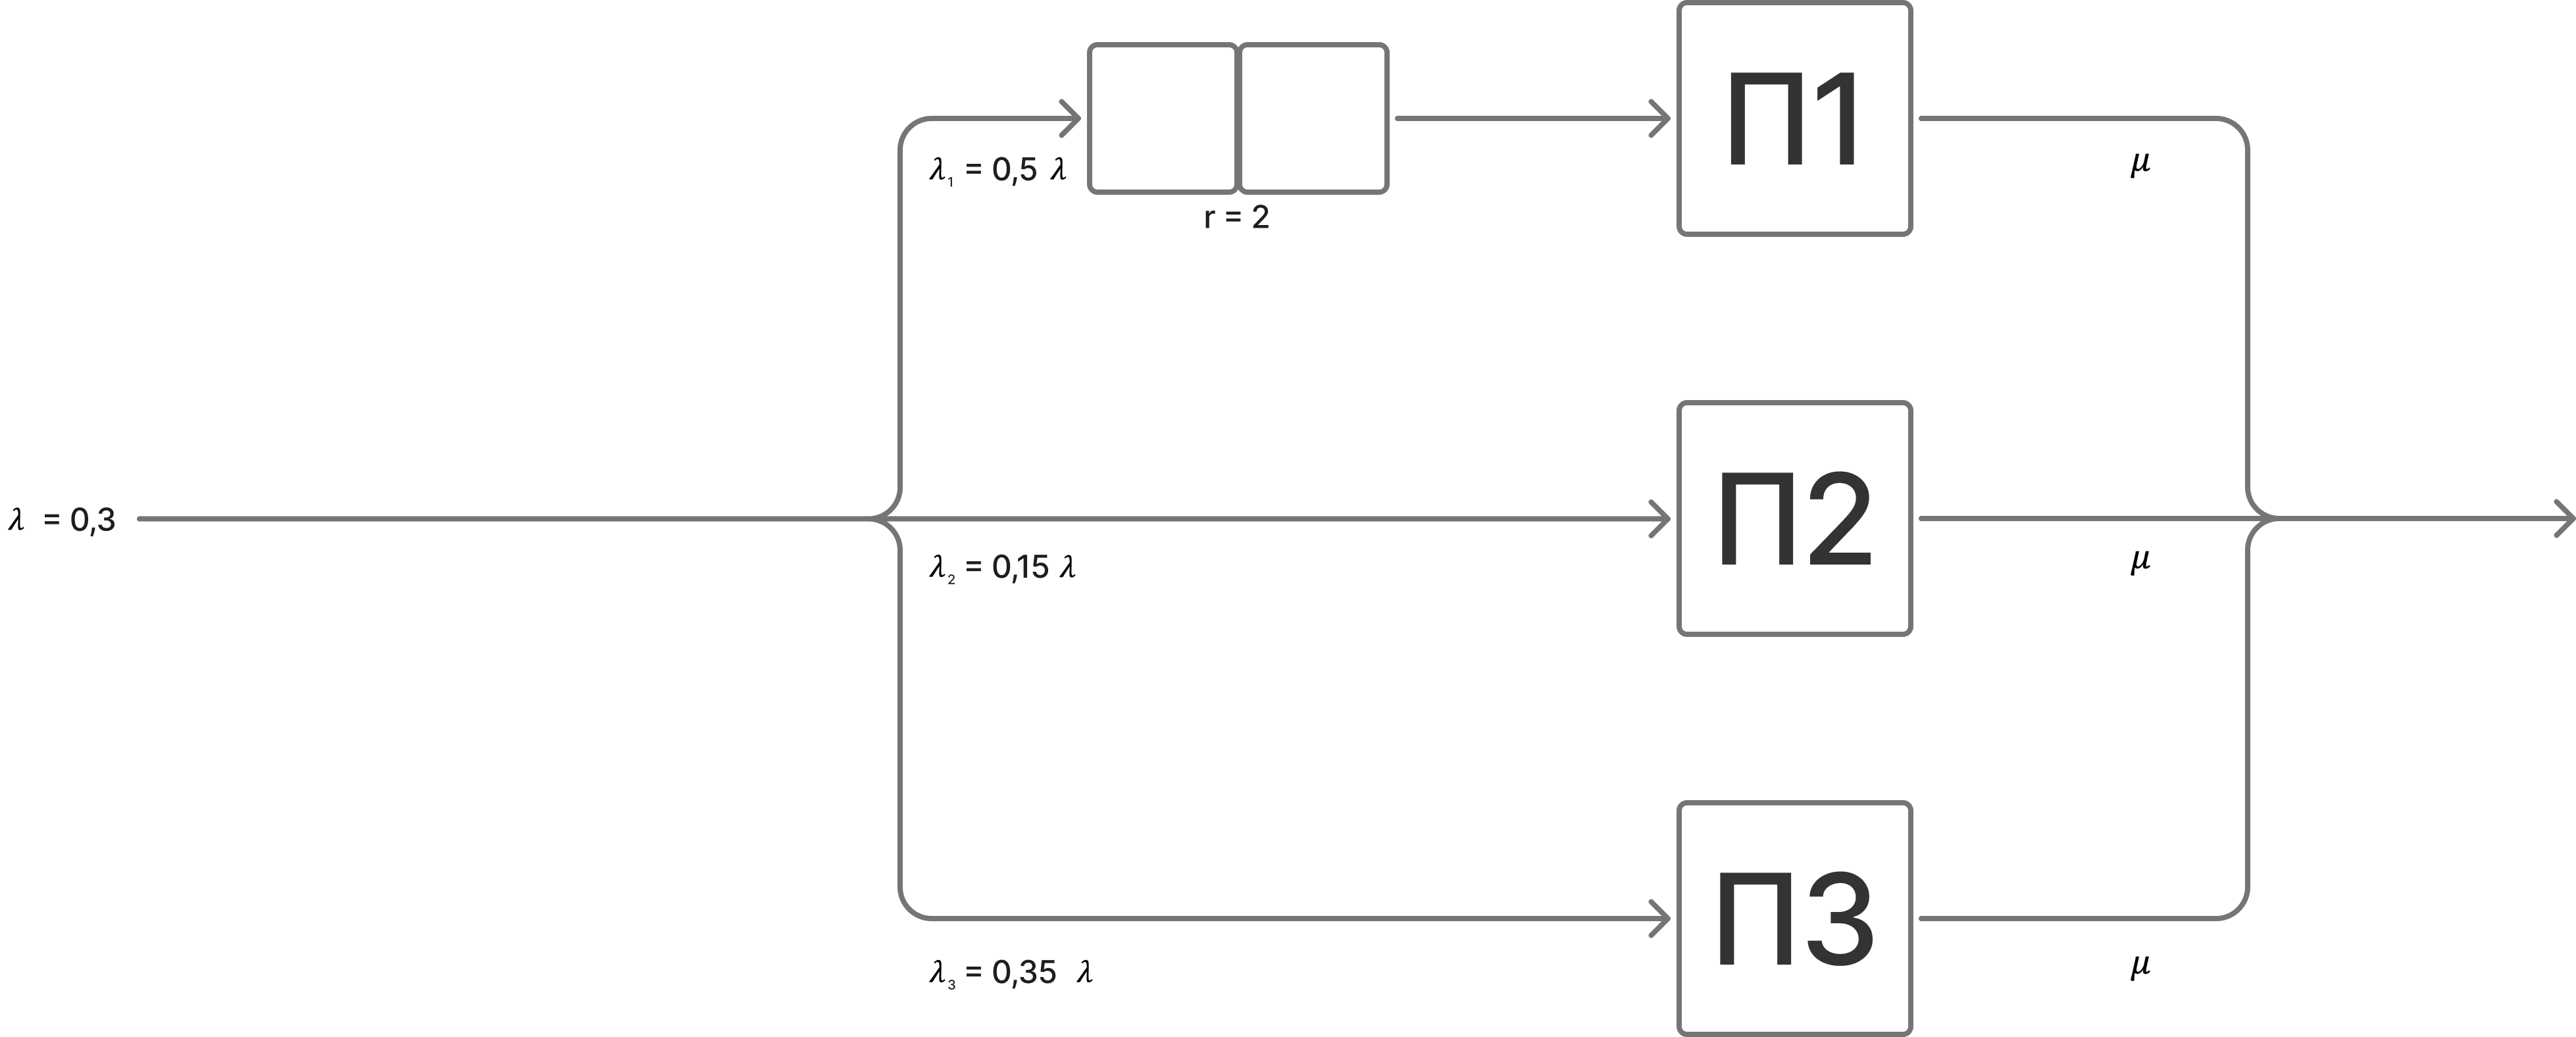 П1
λ₁ = 0,5 λ
μ
r = 2
λ = 0,3
П2
λ₂ = 0,15 λ
μ
П3
λ₃ = 0,35 λ
μ